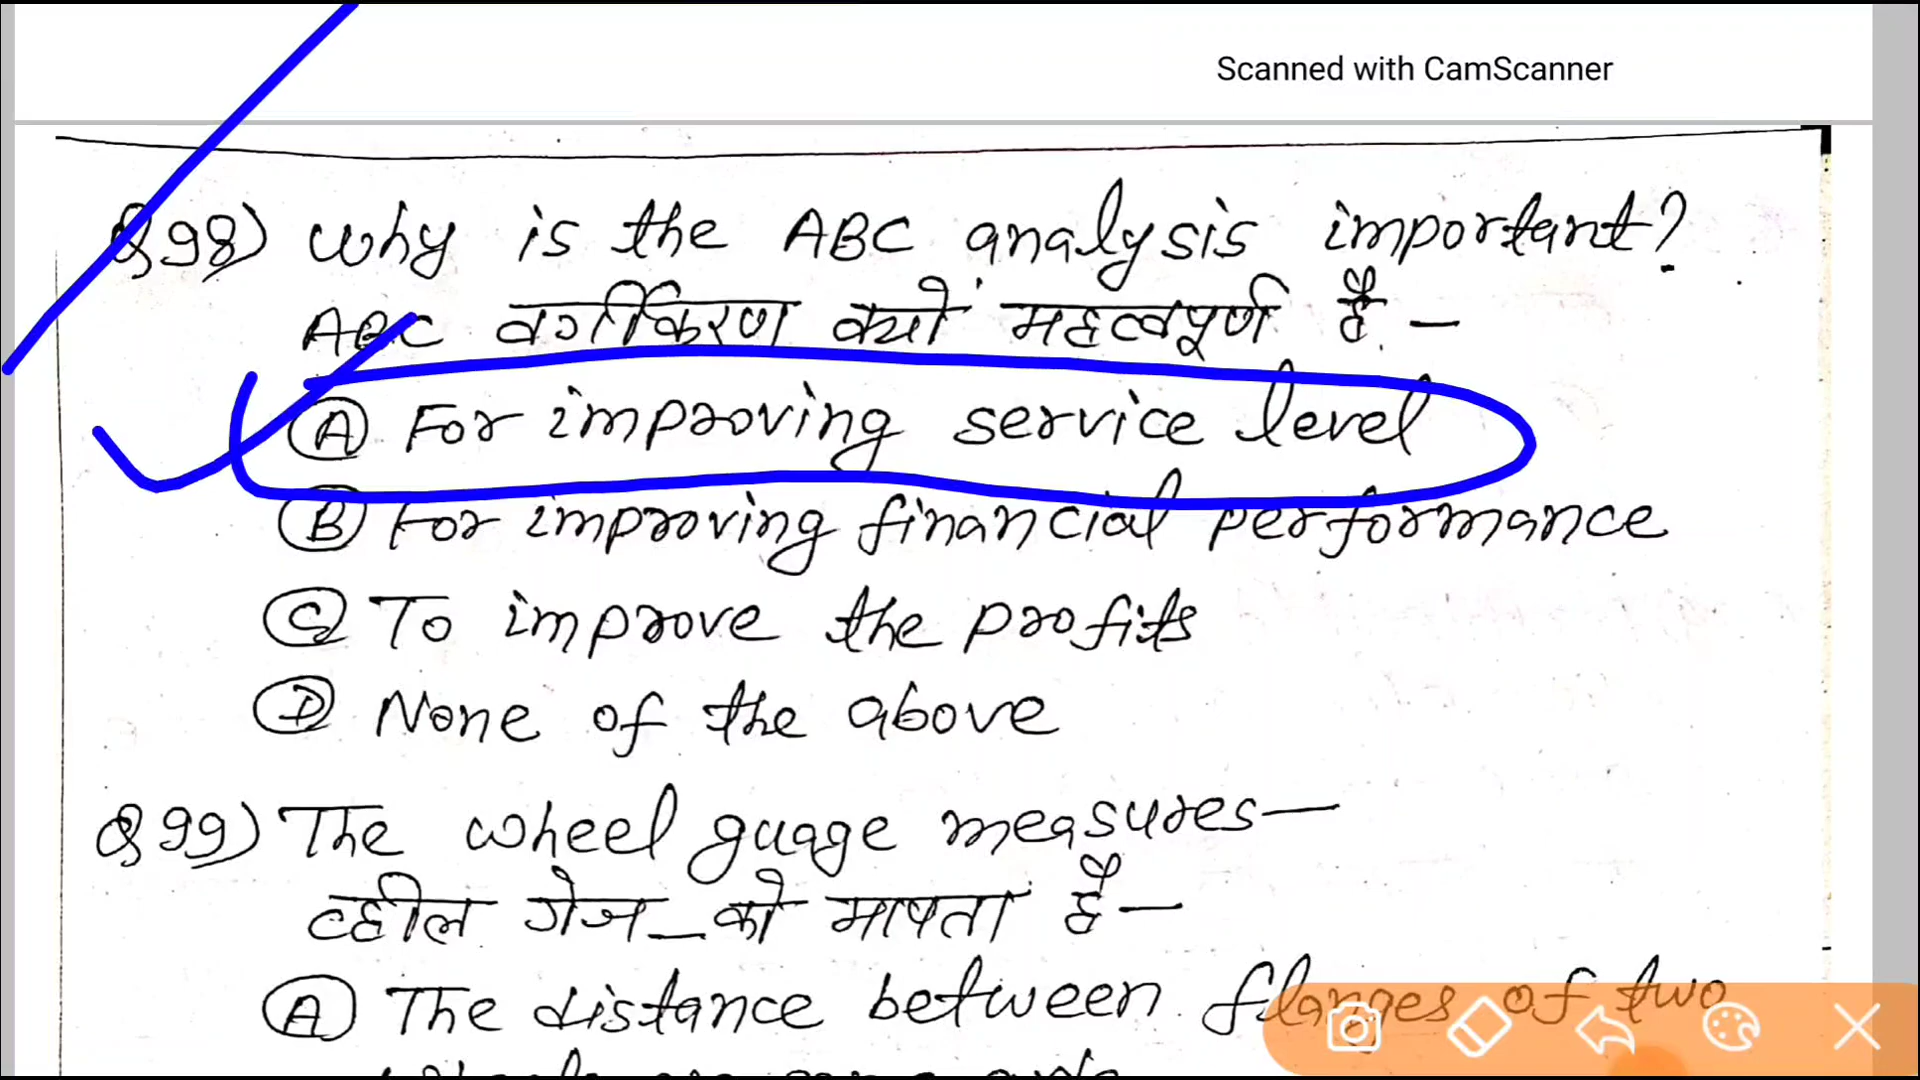 Scanned with CamScanner
Q98) Why is the ABC analysis important?
ABC वर्गीकरण क्यों महत्वपूर्ण है –
(A) For improving service level
(B) For improving financial performance
(C) To improve the profits
(D) None of the above
Q99) The wheel guage measures—
व्हील गेज_को मापता है –
(A) The distance between flanges of two